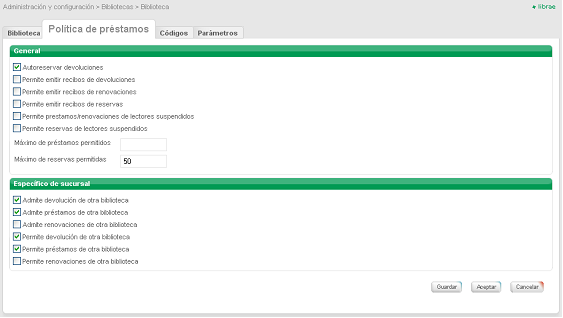 Administración y configuración > Bibliotecas > Biblioteca
librae
Biblioteca
Política de préstamos
Códigos
Parámetros
General
Autoreservar devoluciones
Permite emitir recibos de devoluciones
Permite emitir recibos de renovaciones
Permite emitir recibos de reservas
Permite prestamos/renovaciones de lectores suspendidos
Permite reservas de lectores suspendidos
Máximo de préstamos permitidos
Máximo de reservas permitidas 50
Específico de sucursal
Admite devolución de otra biblioteca
Admite préstamos de otra biblioteca
Admite renovaciones de otra biblioteca
Permite devolución de otra biblioteca
Permite préstamos de otra biblioteca
Permite renovaciones de otra biblioteca
Guardar Aceptar Cancelar